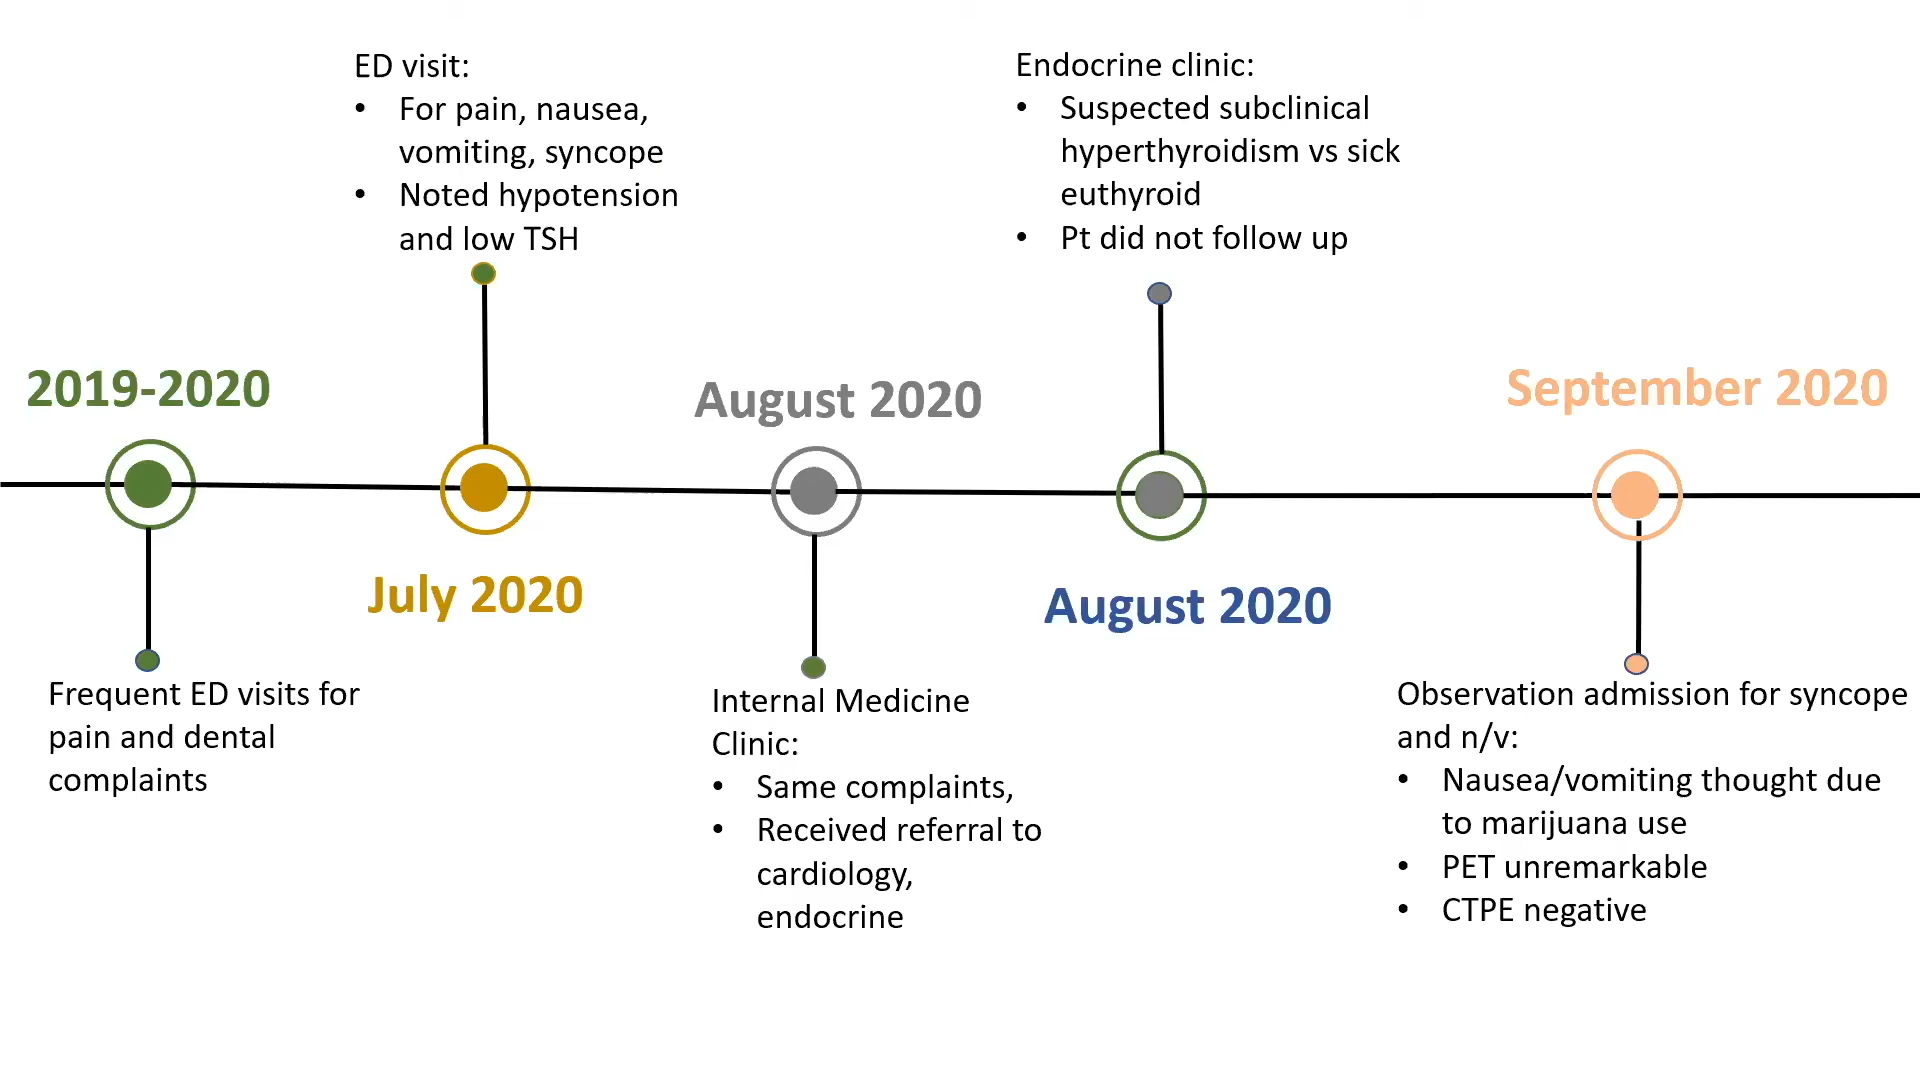 2019-2020
Frequent ED visits for
pain and dental
complaints
ED visit:
• For pain, nausea,
vomiting, syncope
• Noted hypotension
and low TSH
July 2020
August 2020
Internal Medicine
Clinic:
• Same complaints,
• Received referral to
cardiology,
endocrine
Endocrine clinic:
• Suspected subclinical
hyperthyroidism vs sick
euthyroid
• Pt did not follow up
August 2020
September 2020
Observation admission for syncope
and n/v:
• Nausea/vomiting thought due
to marijuana use
• PET unremarkable
• CTPE negative